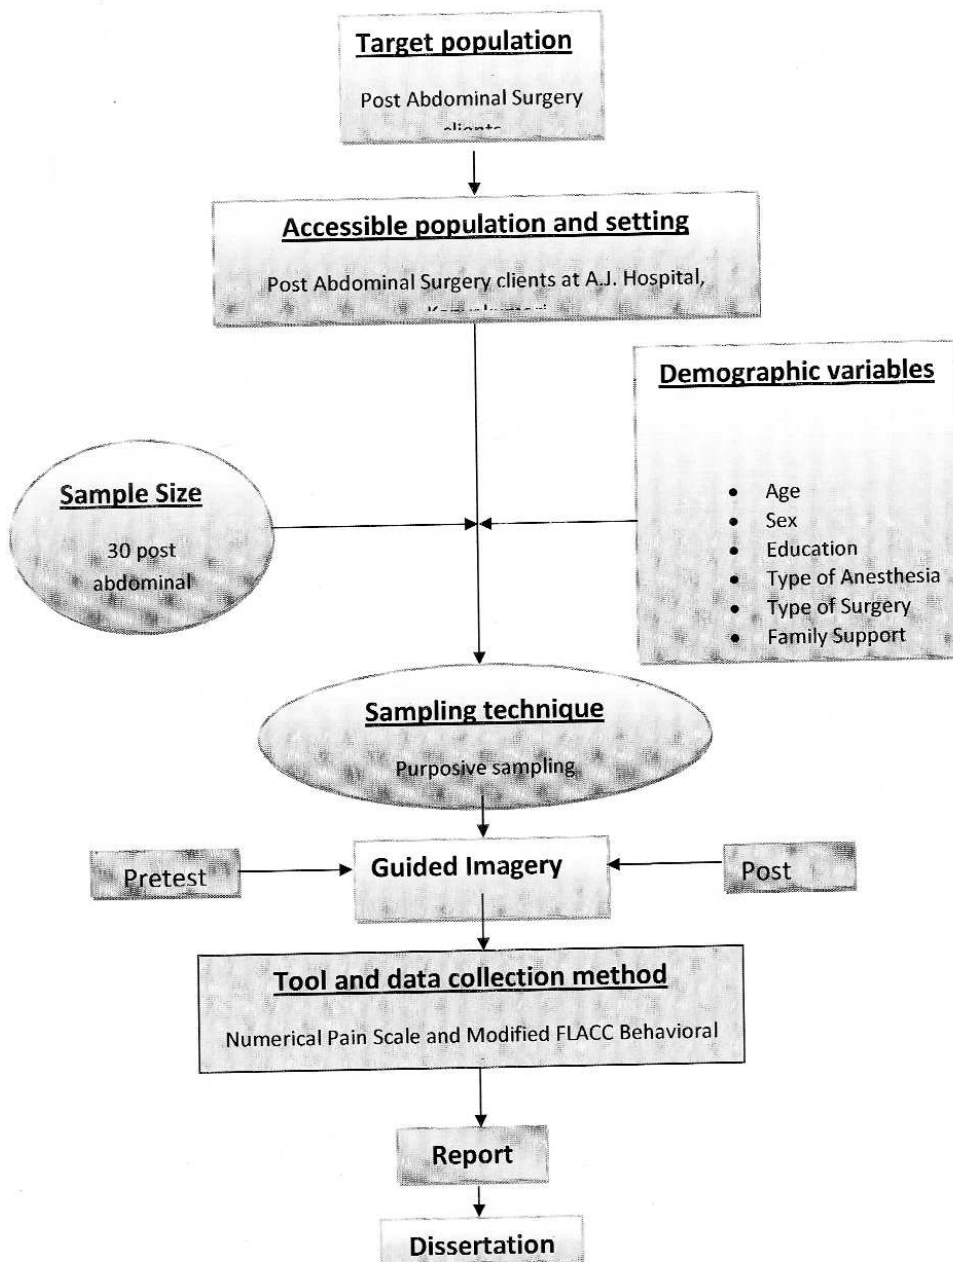 Target population
Post Abdominal Surgery
Accessible population and setting
Post Abdominal Surgery clients at A.J. Hospital,
Demographic variables
• Age
• Sex
• Education
• Type of Anesthesia
• Type of Surgery
• Family Support
Sample Size
30 post
abdominal
Sampling technique
Purposive sampling
Pretest
Guided Imagery
Post
Tool and data collection method
Numerical Pain Scale and Modified FLACC Behavioral
Report
Dissertation